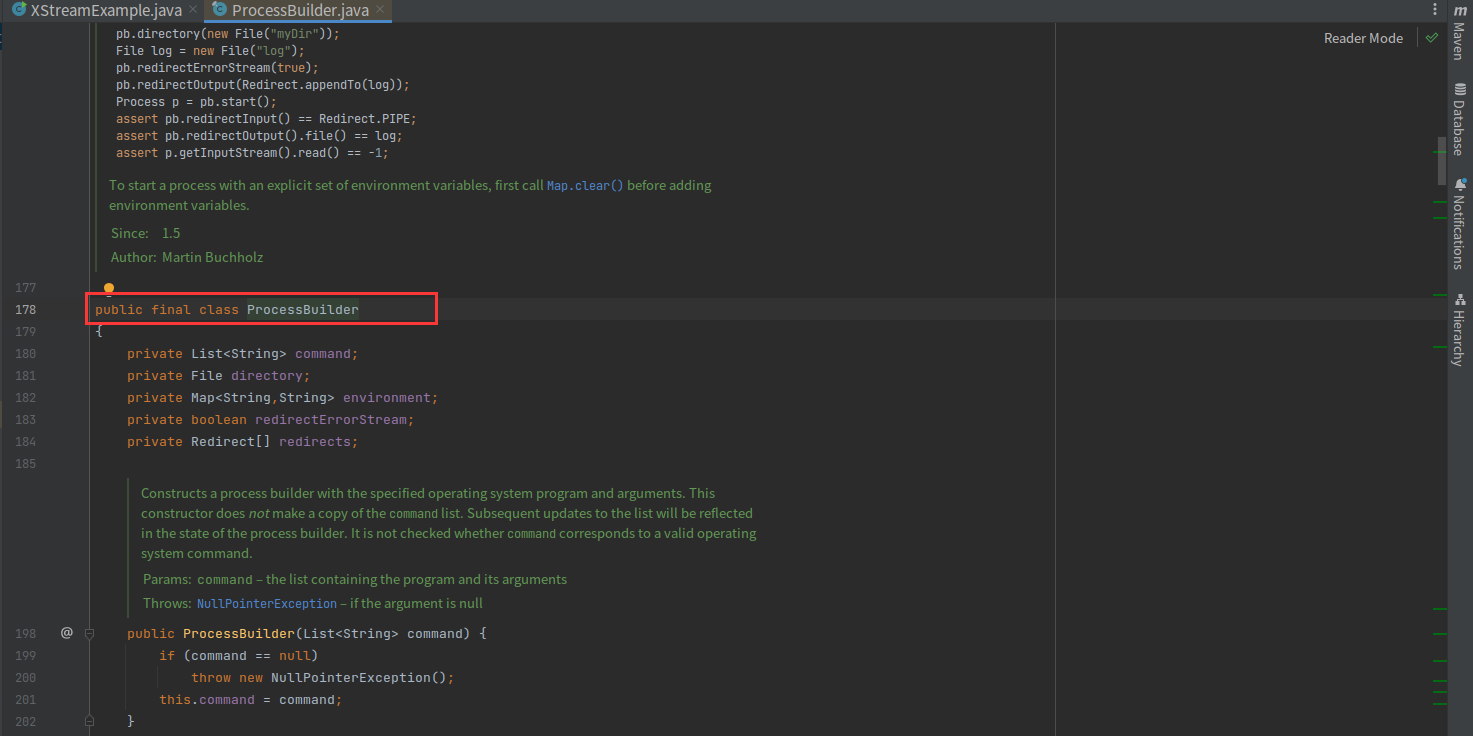 XStreamExample.java
ProcessBuilder.java
pb.directory(new File("myDir"));
Reader Mode
File log = new File("log");
pb.redirectErrorStream(true);
pb.redirectOutput(Redirect.appendTo(log));
Process p = pb.start();
assert pb.redirectInput() == Redirect.PIPE;
assert pb.redirectOutput().file() == log;
assert p.getInputStream().read() == -1;
To start a process with an explicit set of environment variables, first call Map.clear() before adding
environment variables.
Since: 1.5
Author: Martin Buchholz
177
178 public final class ProcessBuilder
179 {
180 private List<String> command;
181 private File directory;
182 private Map<String,String> environment;
183 private boolean redirectErrorStream;
184 private Redirect[] redirects;
185
Constructs a process builder with the specified operating system program and arguments. This
constructor does not make a copy of the command list. Subsequent updates to the list will be reflected
in the state of the process builder. It is not checked whether command corresponds to a valid operating
system command.
Params: command – the list containing the program and its arguments
Throws: NullPointerException – if the argument is null
198 @ public ProcessBuilder(List<String> command) {
199 if (command == null)
200 throw new NullPointerException();
201 this.command = command;
202 }
m
Maven
Database
Notifications
Hierarchy